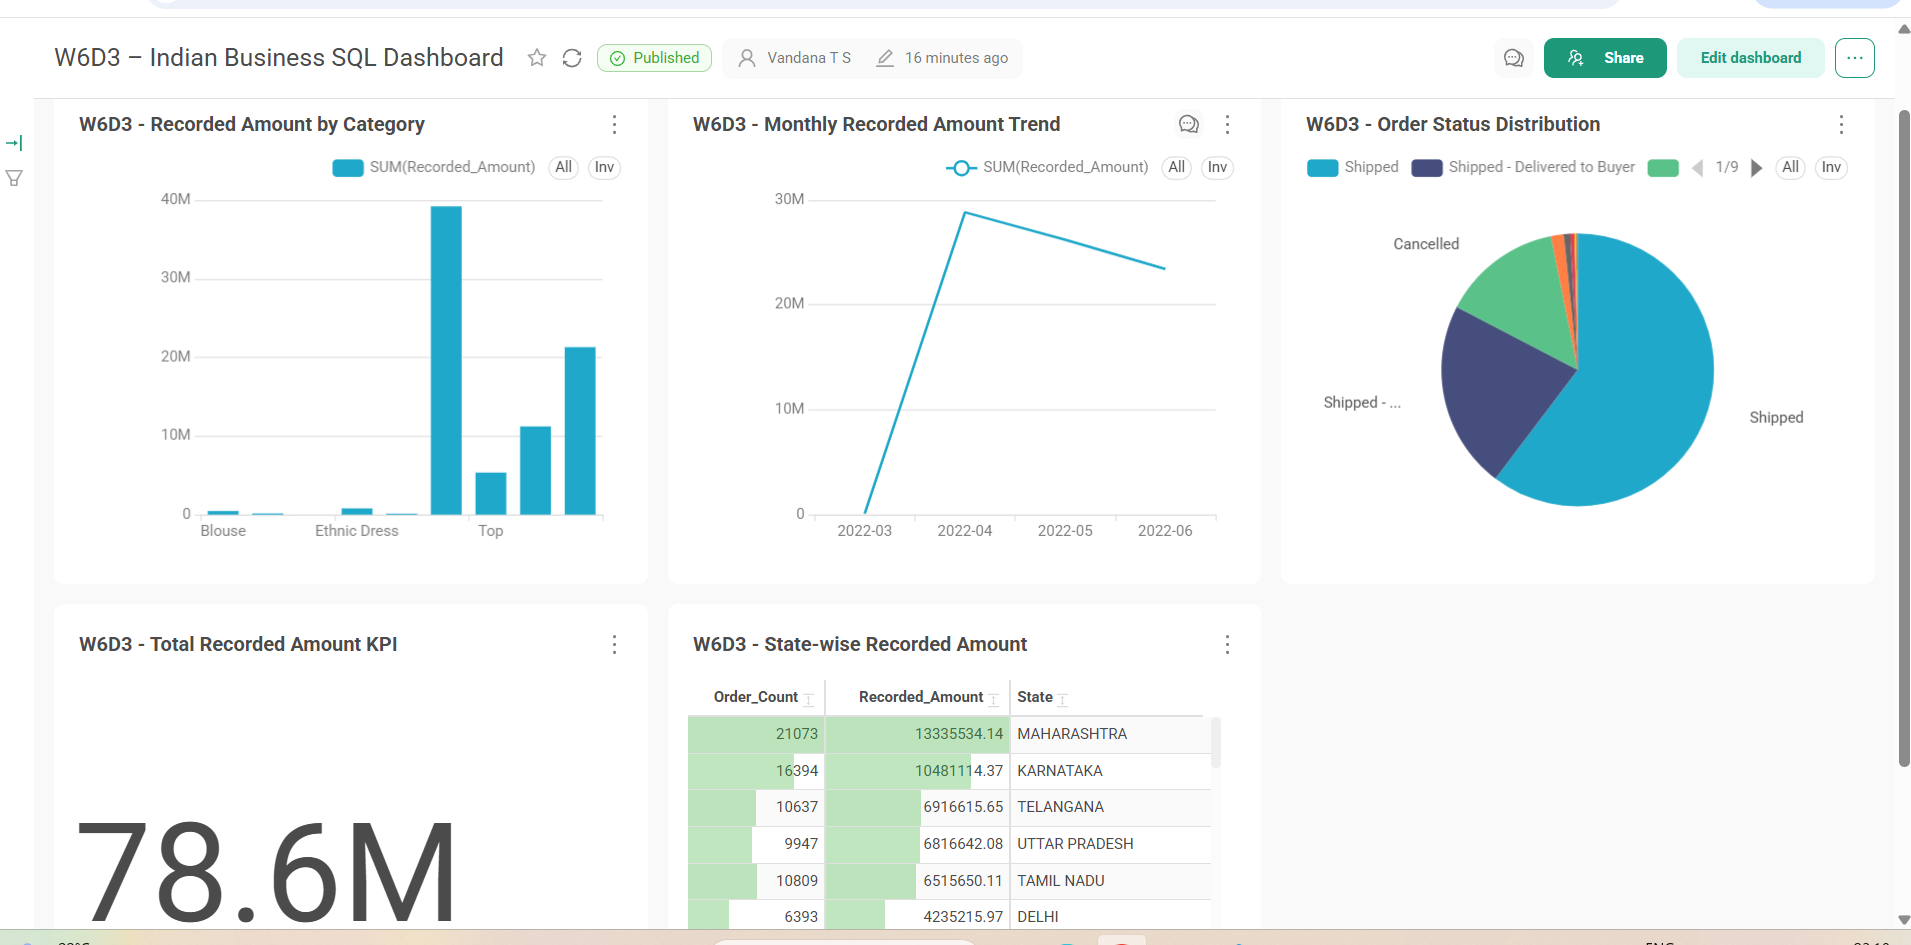 W6D3 – Indian Business SQL Dashboard
Published
Vandana T S
16 minutes ago
Share
Edit dashboard
W6D3 - Recorded Amount by Category
SUM(Recorded_Amount)
All
Inv
40M
30M
20M
10M
0
Blouse
Ethnic Dress
Top
W6D3 - Monthly Recorded Amount Trend
SUM(Recorded_Amount)
All
Inv
30M
20M
10M
0
2022-03
2022-04
2022-05
2022-06
W6D3 - Order Status Distribution
Shipped
Shipped - Delivered to Buyer
1/9
All
Inv
Cancelled
Shipped - ...
Shipped
W6D3 - Total Recorded Amount KPI
78.6M
W6D3 - State-wise Recorded Amount
Order_Count Recorded_Amount State
21073 13335534.14 MAHARASHTRA
16394 10481114.37 KARNATAKA
10637 6916615.65 TELANGANA
9947 6816642.08 UTTAR PRADESH
10809 6515650.11 TAMIL NADU
6393 4235215.97 DELHI